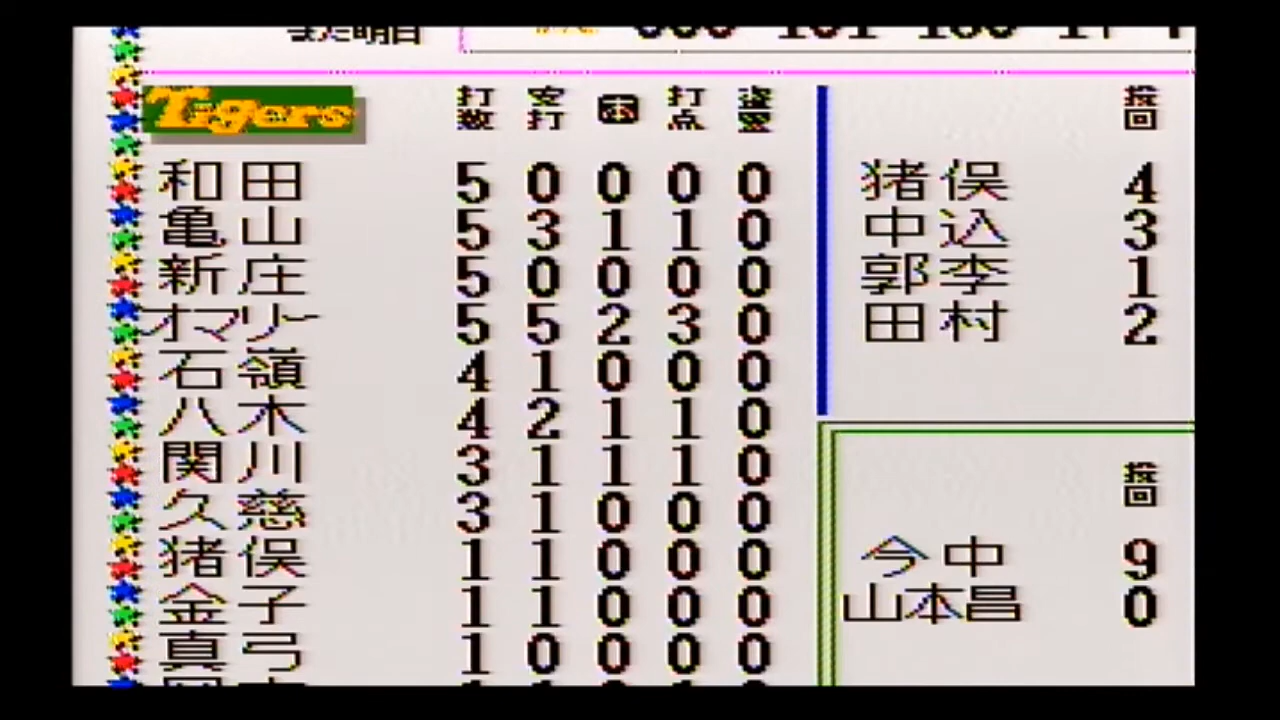 また明日
Tigers 打数 安打 本 打点 盗塁
和田 5 0 0 0 0
亀山 5 3 1 1 0
新庄 5 0 0 0 0
オマリー 5 5 2 3 0
石嶺 4 1 0 0 0
八木 4 2 1 1 0
関川 3 1 1 1 0
久慈 3 1 0 0 0
猪俣 1 1 0 0 0
金子 1 1 0 0 0
真弓 1 0 0 0 0
投回
猪俣 4
中込 3
郭李 1
田村 2
投回
今中 9
山本昌 0